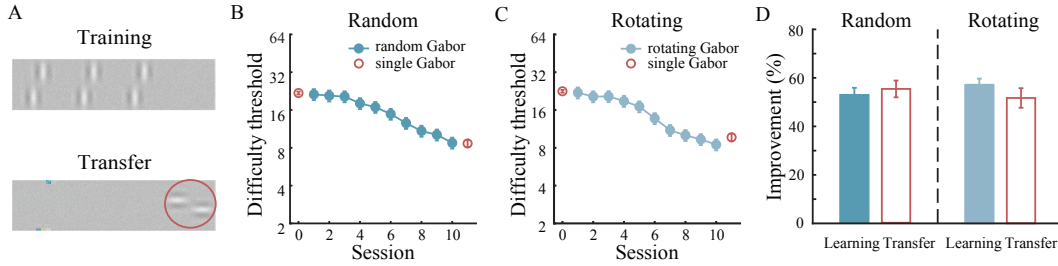 A
Training
Transfer
B
Random
random Gabor
single Gabor
Difficulty threshold
64
32
16
8
4
2
0 2 4 6 8 10
Session
C
Rotating
rotating Gabor
single Gabor
Difficulty threshold
64
32
16
8
4
2
0 2 4 6 8 10
Session
D
Random Rotating
Improvement (%)
80
60
40
20
0
Learning Transfer Learning Transfer